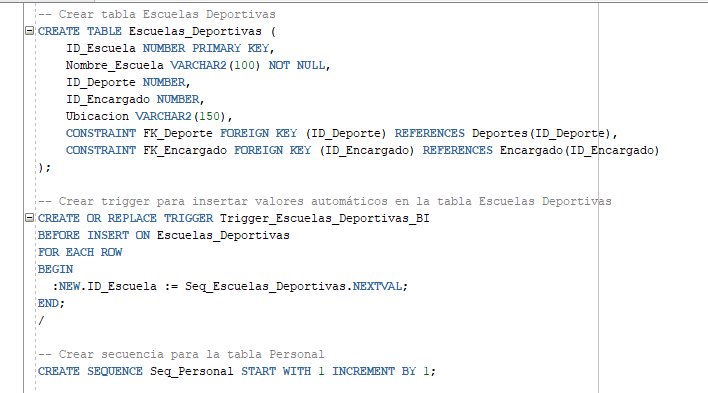 -- Crear tabla Escuelas Deportivas
CREATE TABLE Escuelas_Deportivas (
ID_Escuela NUMBER PRIMARY KEY,
Nombre_Escuela VARCHAR2(100) NOT NULL,
ID_Deporte NUMBER,
ID_Encargado NUMBER,
Ubicacion VARCHAR2(150),
CONSTRAINT FK_Deporte FOREIGN KEY (ID_Deporte) REFERENCES Deportes(ID_Deporte),
CONSTRAINT FK_Encargado FOREIGN KEY (ID_Encargado) REFERENCES Encargado(ID_Encargado)
);
-- Crear trigger para insertar valores automáticos en la tabla Escuelas Deportivas
CREATE OR REPLACE TRIGGER Trigger_Escuelas_Deportivas_BI
BEFORE INSERT ON Escuelas_Deportivas
FOR EACH ROW
BEGIN
:NEW.ID_Escuela := Seq_Escuelas_Deportivas.NEXTVAL;
END;
/
-- Crear secuencia para la tabla Personal
CREATE SEQUENCE Seq_Personal START WITH 1 INCREMENT BY 1;